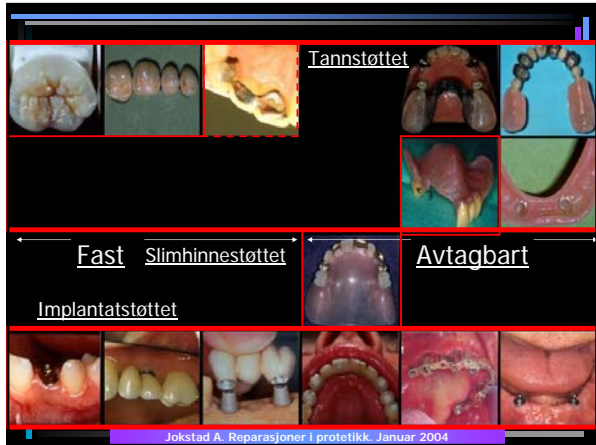 Tannstøttet
Fast
Slimhinnestøttet
Avtagbart
Implantatstøttet
Jokstad A. Reparasjoner i protetikk. Januar 2004